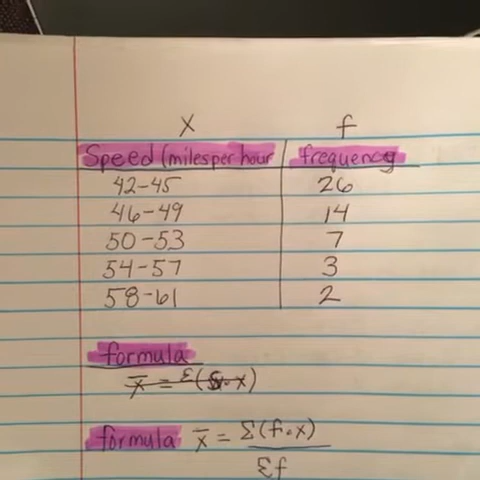 x f
Speed (miles per hour frequency
42-45 26
46-49 14
50-53 7
54-57 3
58-61 2
formula
x̄ = Σ( · x)
formula x̄ = Σ(f · x)
Σf